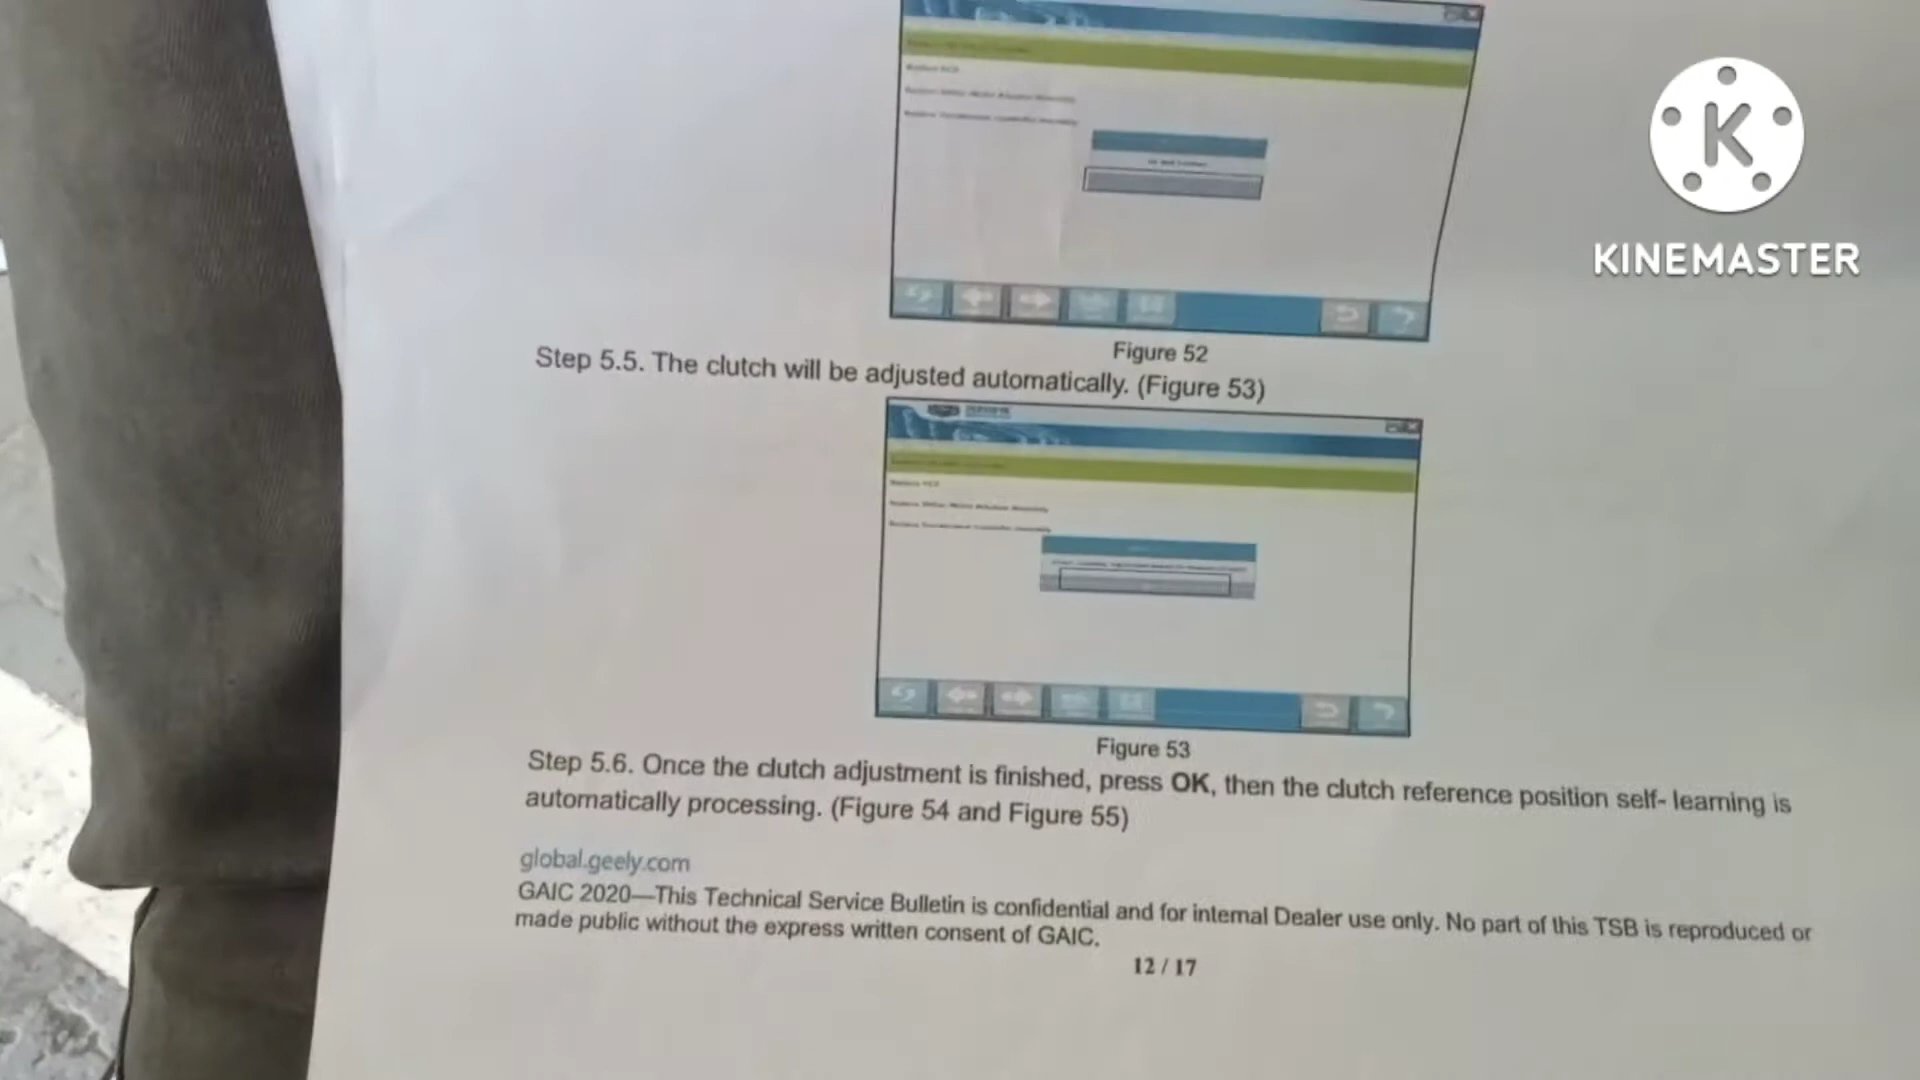 K
KINEMASTER
Figure 52
Step 5.5. The clutch will be adjusted automatically. (Figure 53)
Figure 53
Step 5.6. Once the clutch adjustment is finished, press OK, then the clutch reference position self- learning is
automatically processing. (Figure 54 and Figure 55)
global.geely.com
GAIC 2020—This Technical Service Bulletin is confidential and for internal Dealer use only. No part of this TSB is reproduced or
made public without the express written consent of GAIC.
12 / 17